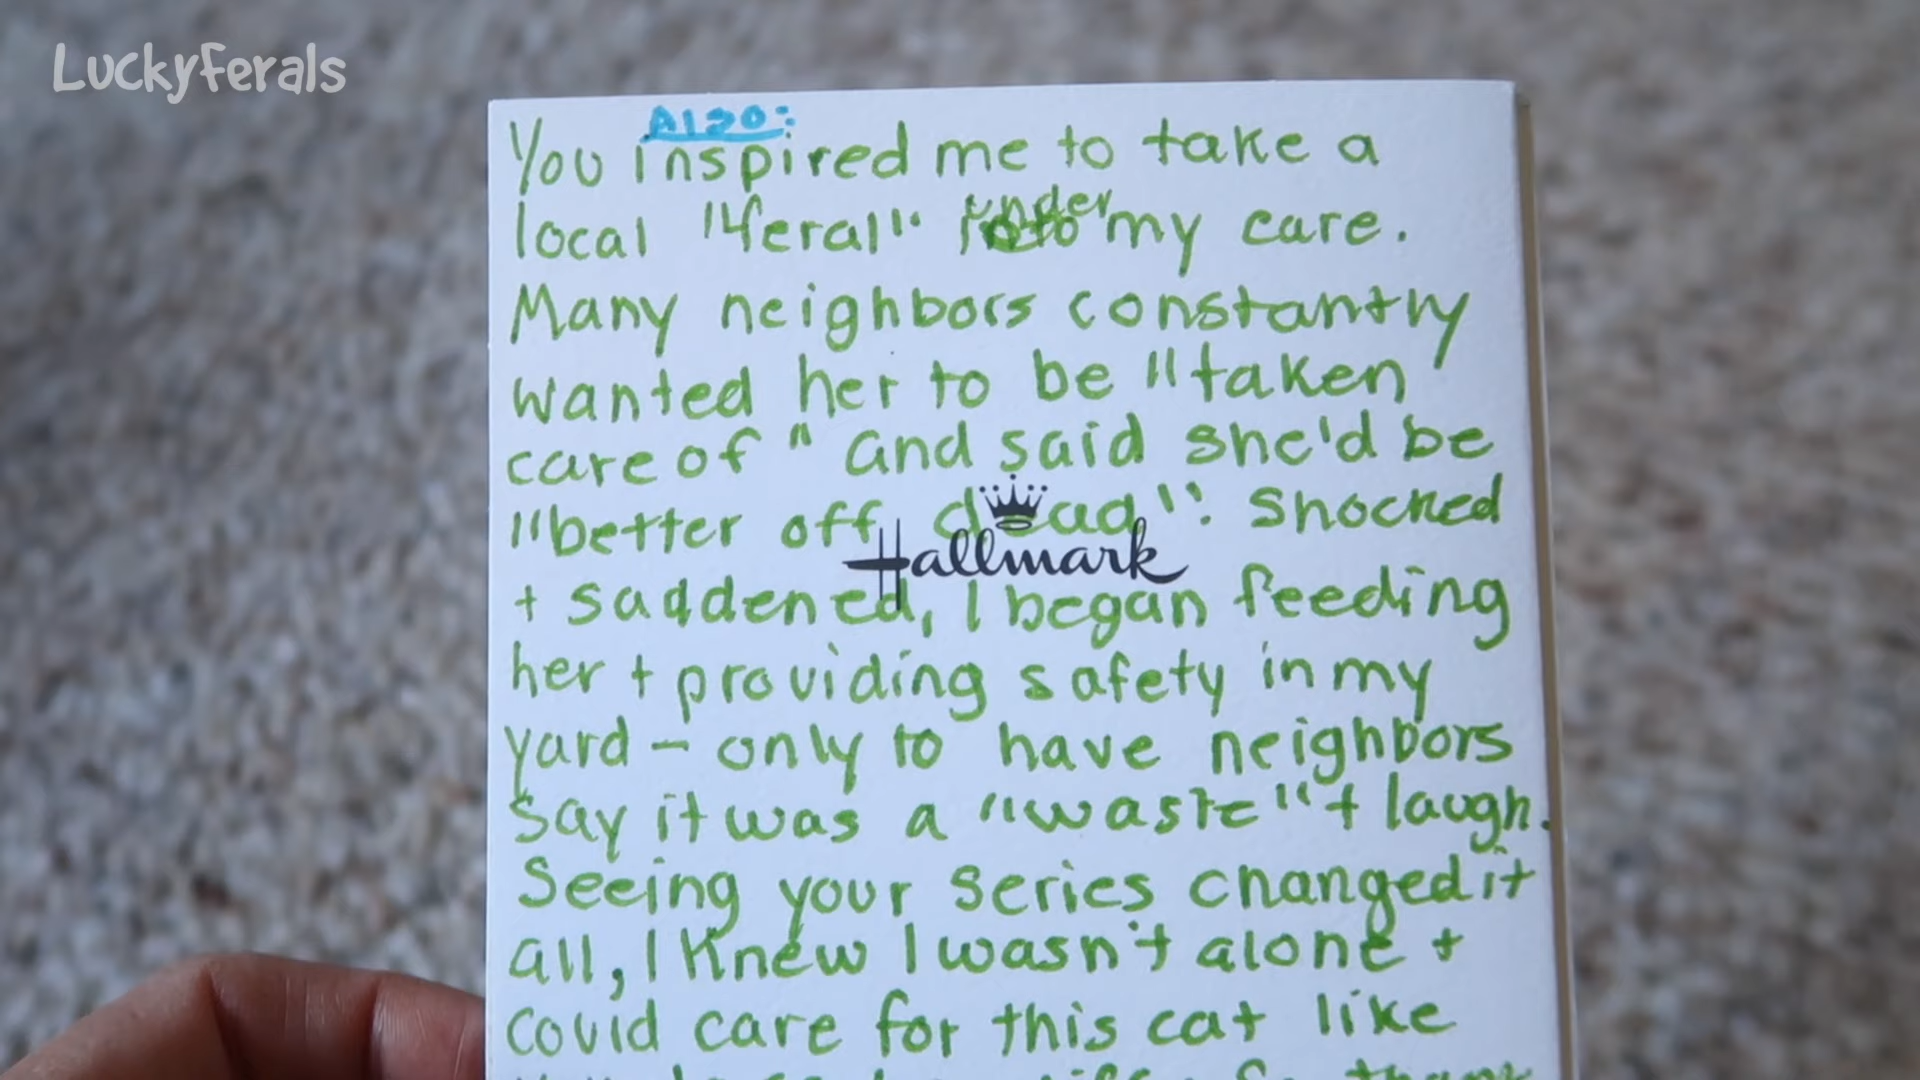 LuckyFerals
Also:
You inspired me to take a
local "feral" under my care.
Many neighbors constantly
wanted her to be "taken
care of" and said she'd be
"better off dead". Shocked
Hallmark
+ saddened, I began feeding
her + providing safety in my
yard - only to have neighbors
say it was a "waste" + laugh.
Seeing your series changed it
all, I knew I wasn't alone +
could care for this cat like